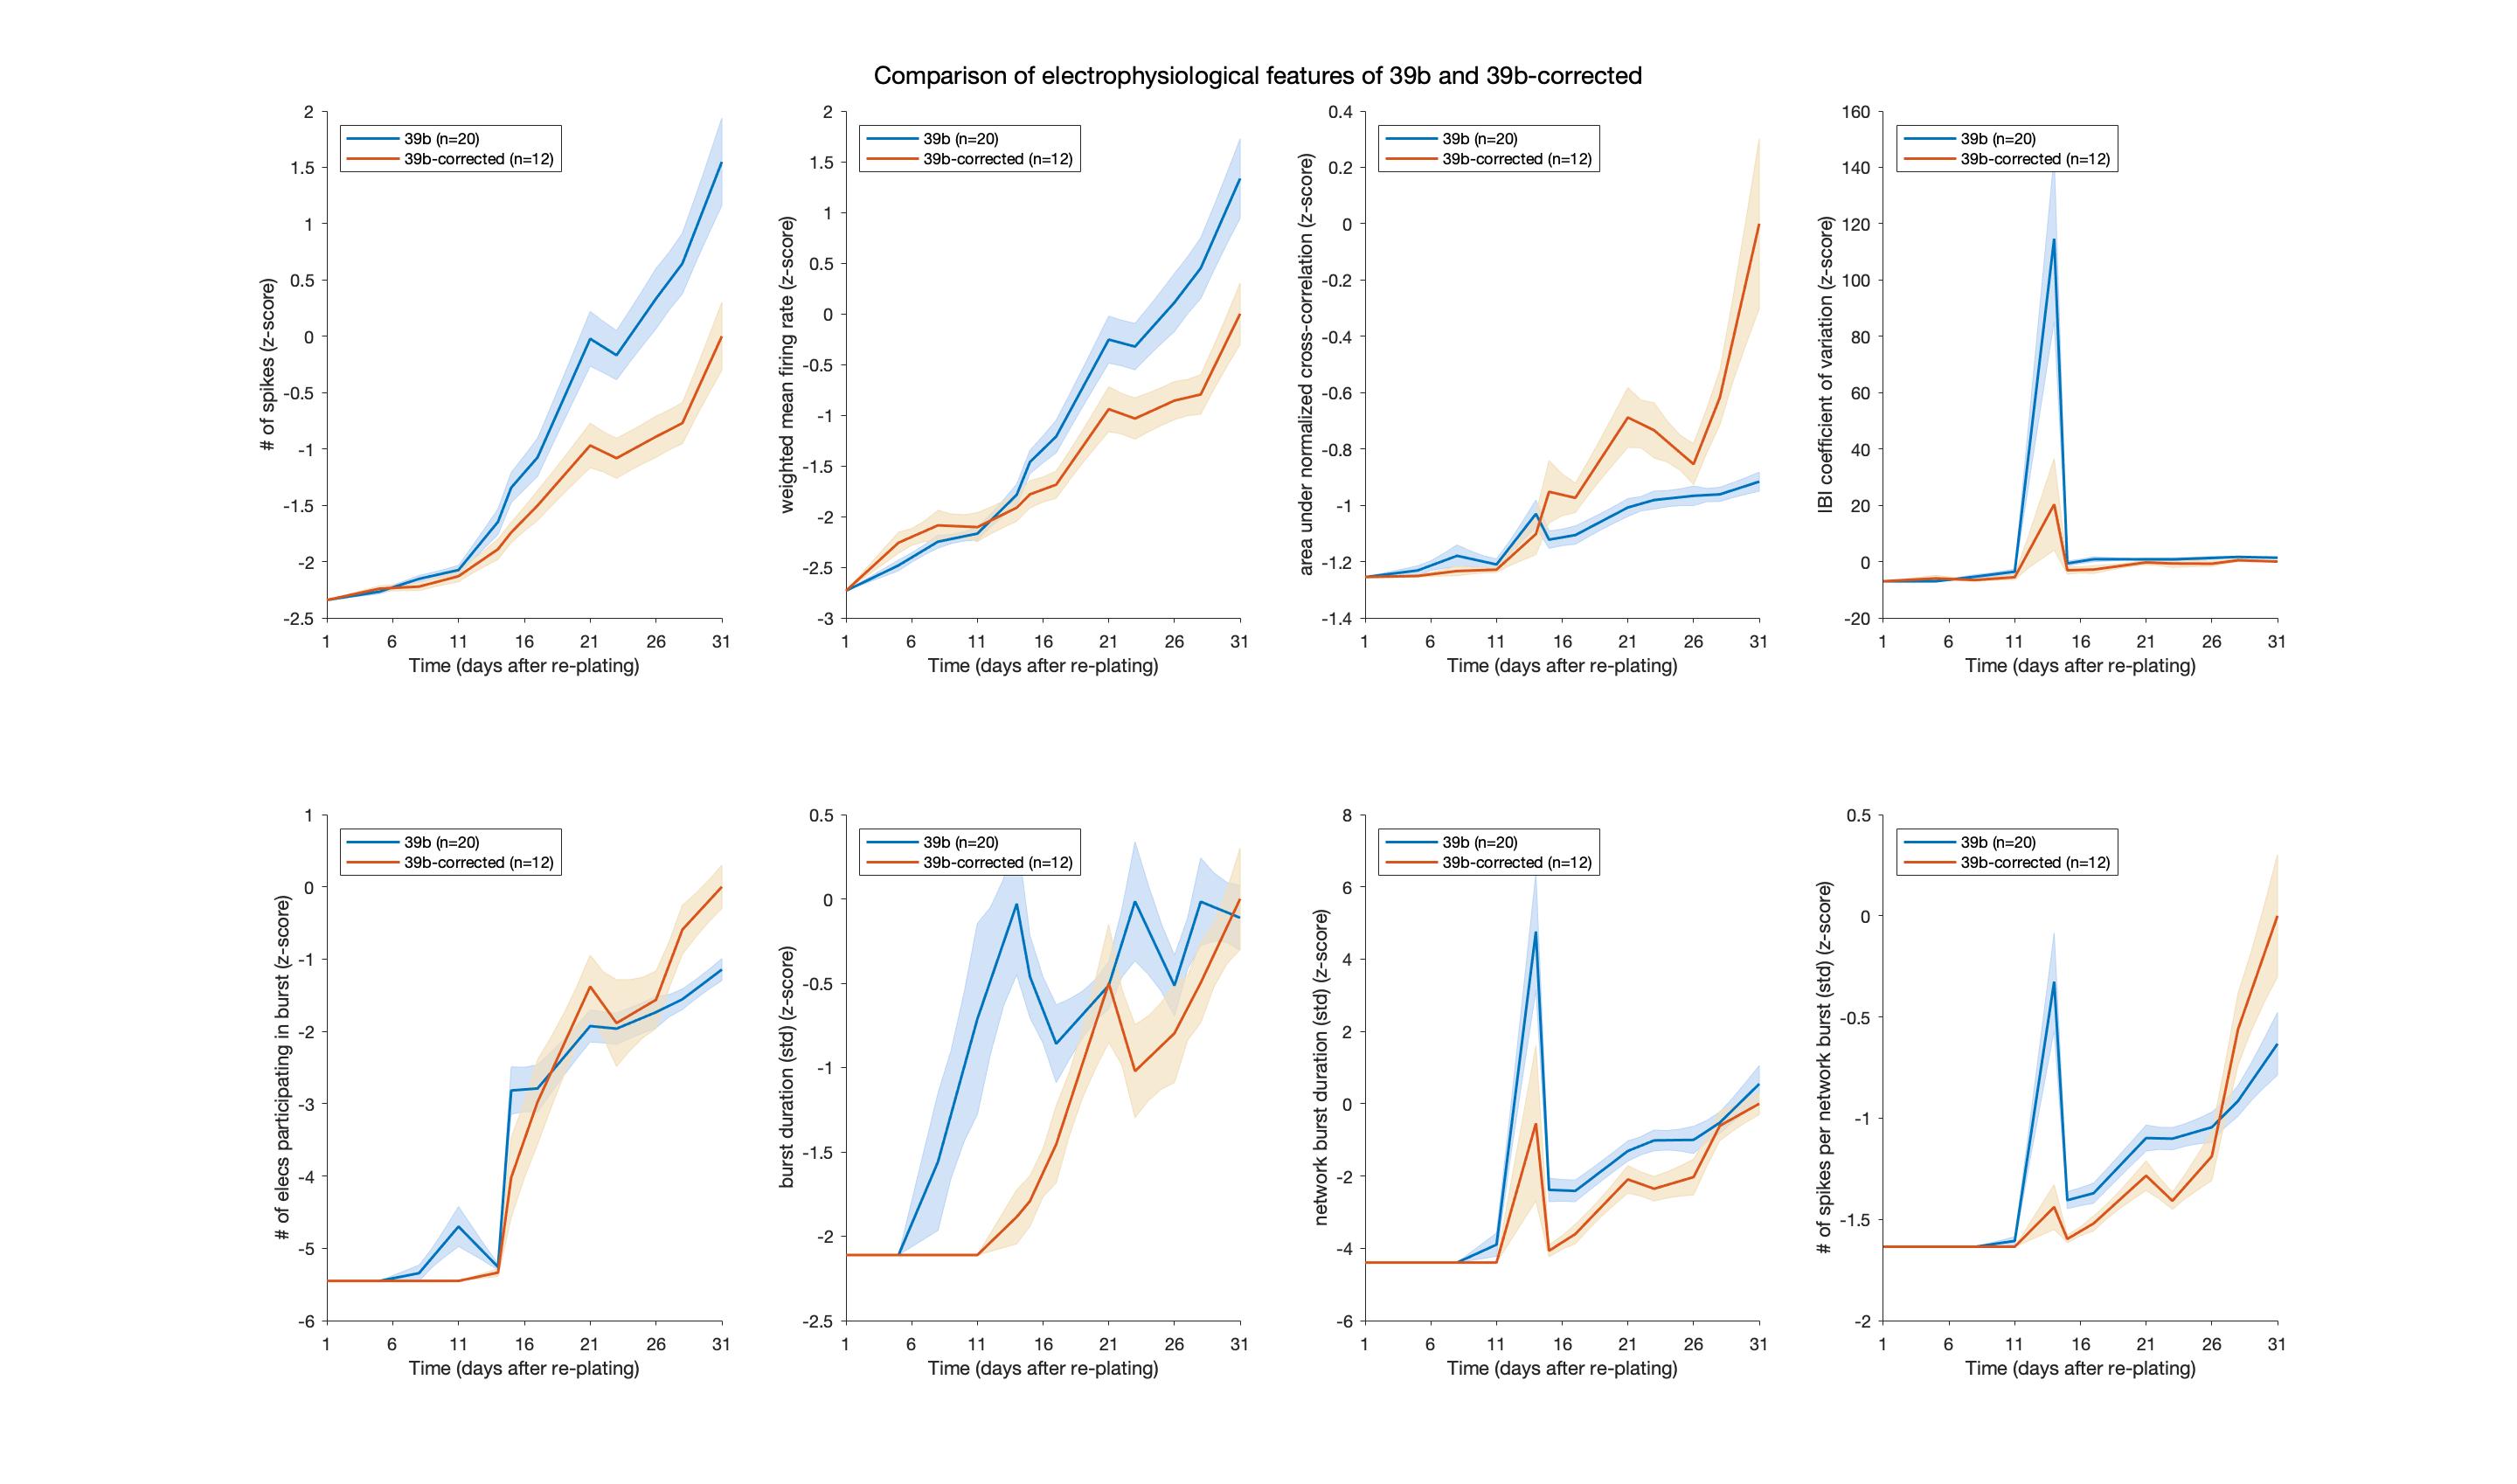 Comparison of electrophysiological features of 39b and 39b-corrected
# of spikes (z-score)
2
1.5
1
0.5
0
-0.5
-1
-1.5
-2
-2.5
39b (n=20)
39b-corrected (n=12)
1 6 11 16 21 26 31
Time (days after re-plating)
weighted mean firing rate (z-score)
2
1.5
1
0.5
0
-0.5
-1
-1.5
-2
-2.5
-3
39b (n=20)
39b-corrected (n=12)
1 6 11 16 21 26 31
Time (days after re-plating)
area under normalized cross-correlation (z-score)
0.4
0.2
0
-0.2
-0.4
-0.6
-0.8
-1
-1.2
-1.4
39b (n=20)
39b-corrected (n=12)
1 6 11 16 21 26 31
Time (days after re-plating)
IBI coefficient of variation (z-score)
160
140
120
100
80
60
40
20
0
-20
39b (n=20)
39b-corrected (n=12)
1 6 11 16 21 26 31
Time (days after re-plating)
# of elecs participating in burst (z-score)
1
0
-1
-2
-3
-4
-5
-6
39b (n=20)
39b-corrected (n=12)
1 6 11 16 21 26 31
Time (days after re-plating)
burst duration (std) (z-score)
0.5
0
-0.5
-1
-1.5
-2
-2.5
39b (n=20)
39b-corrected (n=12)
1 6 11 16 21 26 31
Time (days after re-plating)
network burst duration (std) (z-score)
8
6
4
2
0
-2
-4
-6
39b (n=20)
39b-corrected (n=12)
1 6 11 16 21 26 31
Time (days after re-plating)
# of spikes per network burst (std) (z-score)
0.5
0
-0.5
-1
-1.5
-2
39b (n=20)
39b-corrected (n=12)
1 6 11 16 21 26 31
Time (days after re-plating)